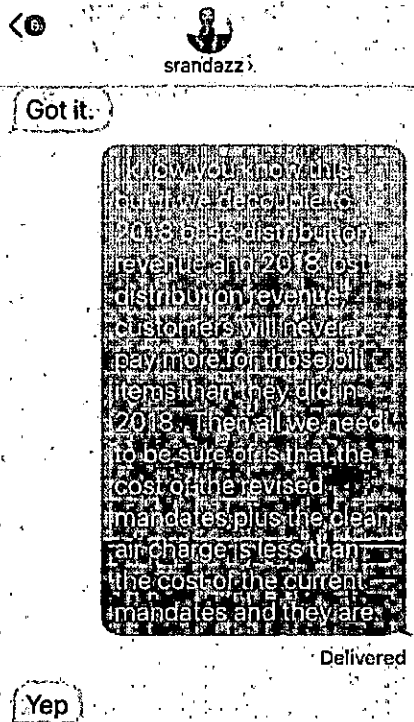 srandazz >
Got it.
I know you know this -
but if we decouple to
2018 base distribution
revenue and 2018 lost
distribution revenue,
customers will never
pay more for those bill
items than they did in
2018. Then all we need
to be sure of is that the
cost of the revised
mandates plus the clean
air charge is less than
the cost of the current
mandates and they are
Delivered
Yep